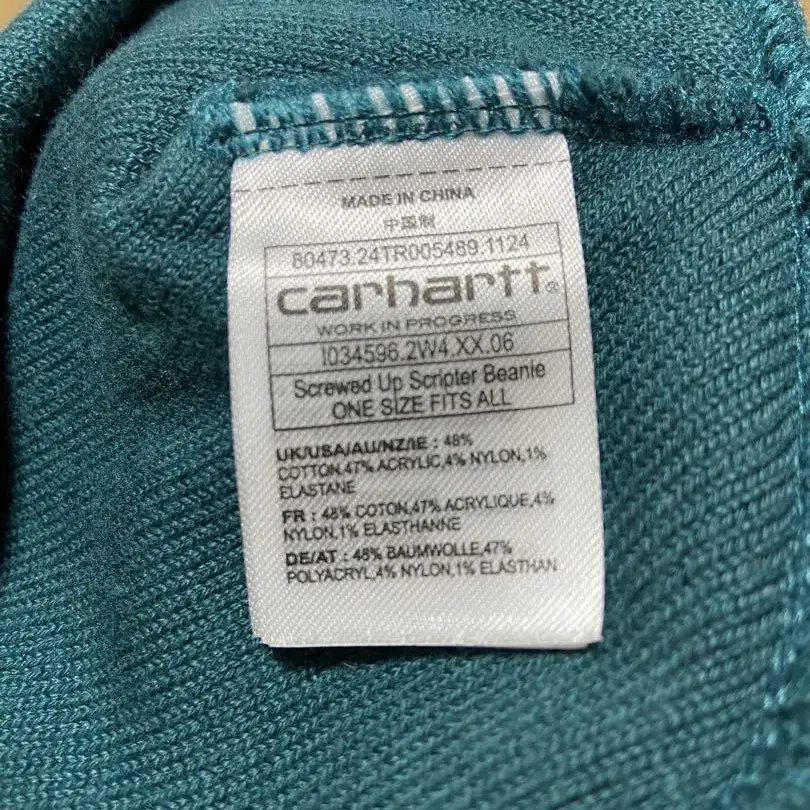 MADE IN CHINA
中国制
80473.24TR005489.1124
carhartt®
WORK IN PROGRESS
I034596.2W4.XX.06
Screwed Up Scripter Beanie
ONE SIZE FITS ALL
UK/USA/AU/NZ/IE : 48%
COTTON,47% ACRYLIC,4% NYLON,1%
ELASTANE
FR : 48% COTON,47% ACRYLIQUE,4%
NYLON,1% ELASTHANNE
DE/AT : 48% BAUMWOLLE,47%
POLYACRYL,4% NYLON,1% ELASTHAN